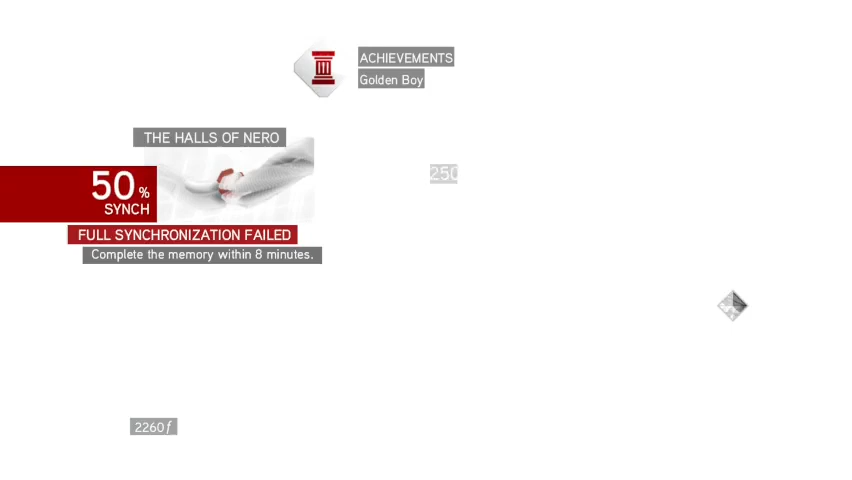 ACHIEVEMENTS
Golden Boy
THE HALLS OF NERO
250
50 %
SYNCH
FULL SYNCHRONIZATION FAILED
Complete the memory within 8 minutes.
2260ƒ